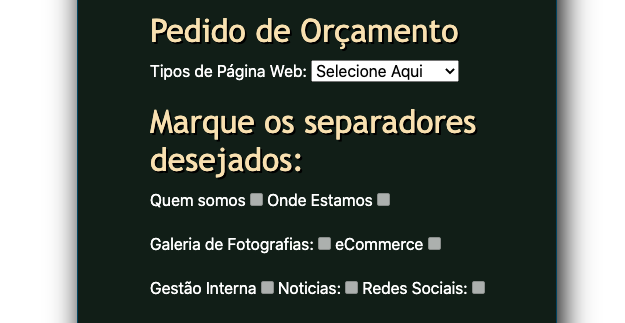 Pedido de Orçamento
Tipos de Página Web: Selecione Aqui
Marque os separadores
desejados:
Quem somos Onde Estamos
Galeria de Fotografias: eCommerce
Gestão Interna Noticias: Redes Sociais: